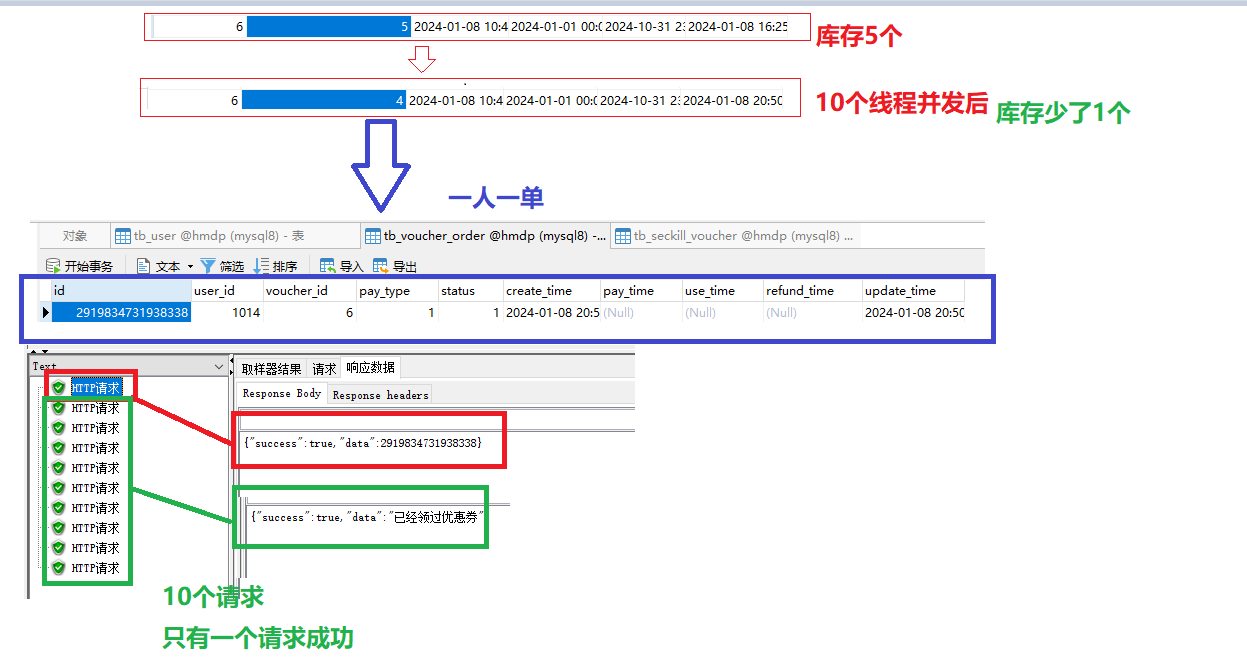 6 5 2024-01-08 10:4 2024-01-01 00:0 2024-10-31 23 2024-01-08 16:25
库存5个
6 4 2024-01-08 10:4 2024-01-01 00:0 2024-10-31 23 2024-01-08 20:50
10个线程并发后 库存少了1个
一人一单
对象 tb_user @hmdp (mysql8) - 表 tb_voucher_order @hmdp (mysql8) -... tb_seckill_voucher @hmdp (mysql8) ...
开始事务 文本 筛选 排序 导入 导出
id user_id voucher_id pay_type status create_time pay_time use_time refund_time update_time
2919834731938338 1014 6 1 1 2024-01-08 20:5 (Null) (Null) (Null) 2024-01-08 20:50
Text 取样器结果 请求 响应数据
HTTP请求 Response Body Response headers
HTTP请求
HTTP请求
HTTP请求 {"success":true,"data":2919834731938338}
HTTP请求
HTTP请求
HTTP请求 {"success":true,"data":"已经领过优惠券"
HTTP请求
HTTP请求
HTTP请求
10个请求
只有一个请求成功